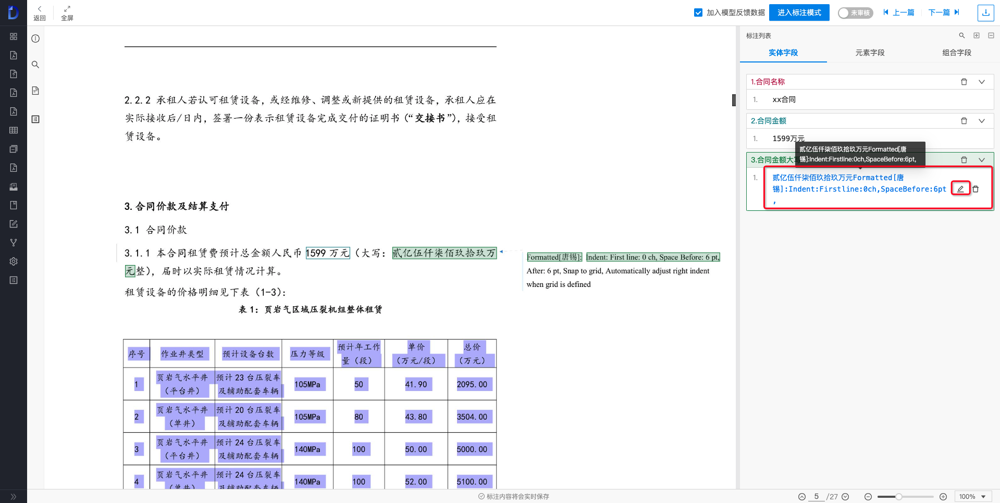 返回
全屏
加入模型反馈数据
进入标注模式
未审核
上一篇
下一篇
2.2.2 承租人若认可租赁设备，或经维修、调整或新提供的租赁设备，承租人应在
实际接收后/日内，签署一份表示租赁设备完成交付的证明书（“交接书”），接受租
赁设备。
3.合同价款及结算支付
3.1 合同价款
3.1.1 本合同租赁费预计总金额人民币 1599 万元（大写：贰亿伍仟柒佰玖拾玖万
元整），届时以实际租赁情况计算。
租赁设备的价格明细见下表（1-3）：
Formatted[唐锡]: Indent: First line: 0 ch, Space Before: 6 pt,
After: 6 pt, Snap to grid, Automatically adjust right indent
when grid is defined
表 1：页岩气区域压裂机组整体租赁
序号 作业井类型 预计设备台数 压力等级 预计年工作量（段） 单价（万元/段） 总价（万元）
1 页岩气水平井（平台井） 预计 23 台压裂车及辅助配套车辆 105MPa 50 41.90 2095.00
2 页岩气水平井（单井） 预计 20 台压裂车及辅助配套车辆 105MPa 80 43.80 3504.00
3 页岩气水平井（平台井） 预计 24 台压裂车及辅助配套车辆 140MPa 100 50.00 5000.00
4 页岩气水平井（单井） 预计 24 台压裂车及辅助配套车辆 140MPa 100 52.00 5100.00
标注列表
实体字段
元素字段
组合字段
1.合同名称
1. xx合同
2.合同金额
1. 1599万元
贰亿伍仟柒佰玖拾玖万元Formatted[唐
锡]:Indent:Firstline:0ch,SpaceBefore:6pt,
3.合同金额大写
1. 贰亿伍仟柒佰玖拾玖万元Formatted[唐
锡]:Indent:Firstline:0ch,SpaceBefore:6pt
,
标注内容将会实时保存
5 /27
100%